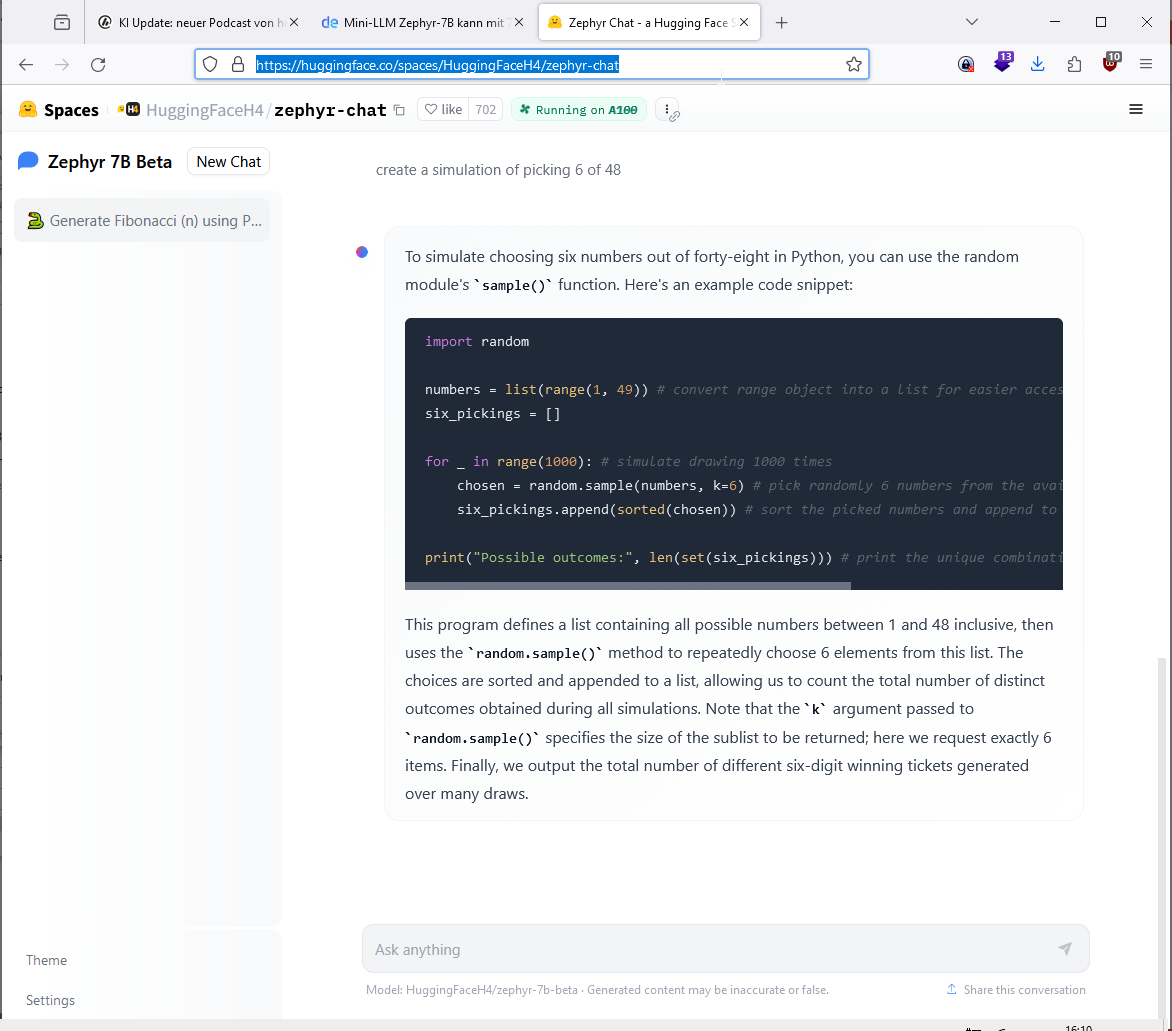 KI Update: neuer Podcast von h
de Mini-LLM Zephyr-7B kann mit
Zephyr Chat - a Hugging Face S
https://huggingface.co/spaces/HuggingFaceH4/zephyr-chat
13
10
Spaces
H4 HuggingFaceH4/zephyr-chat
like 702
Running on A100
Zephyr 7B Beta
New Chat
Generate Fibonacci (n) using P...
create a simulation of picking 6 of 48
To simulate choosing six numbers out of forty-eight in Python, you can use the random
module's `sample()` function. Here's an example code snippet:
import random
numbers = list(range(1, 49)) # convert range object into a list for easier acces
six_pickings = []
for _ in range(1000): # simulate drawing 1000 times
chosen = random.sample(numbers, k=6) # pick randomly 6 numbers from the avai
six_pickings.append(sorted(chosen)) # sort the picked numbers and append to
print("Possible outcomes:", len(set(six_pickings))) # print the unique combinati
This program defines a list containing all possible numbers between 1 and 48 inclusive, then
uses the `random.sample()` method to repeatedly choose 6 elements from this list. The
choices are sorted and appended to a list, allowing us to count the total number of distinct
outcomes obtained during all simulations. Note that the `k` argument passed to
`random.sample()` specifies the size of the sublist to be returned; here we request exactly 6
items. Finally, we output the total number of different six-digit winning tickets generated
over many draws.
Ask anything
Theme
Model: HuggingFaceH4/zephyr-7b-beta · Generated content may be inaccurate or false.
Share this conversation
Settings
16:10